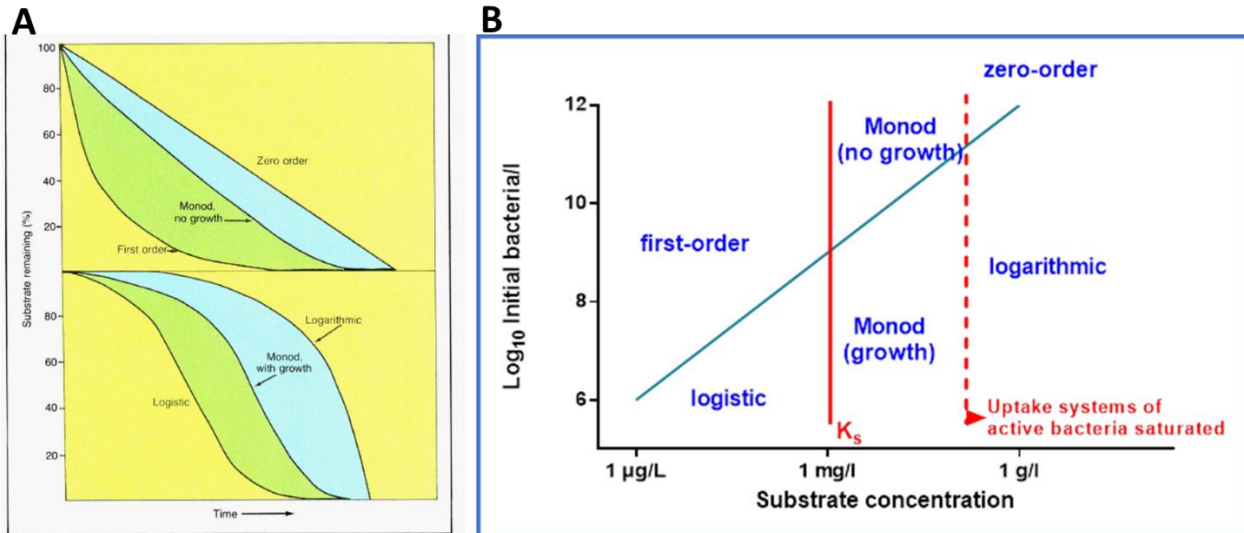 A
100
80
60
40
20
Zero order
Monod,
no growth
First order
Substrate remaining (%)
80
60
40
20
Logarithmic
Monod,
with growth
Logistic
Time
B
zero-order
12
10
8
6
Log10 Initial bacteria/l
Monod
(no growth)
first-order
logarithmic
Monod
(growth)
logistic
Ks
Uptake systems of
active bacteria saturated
1 µg/L
1 mg/l
1 g/l
Substrate concentration